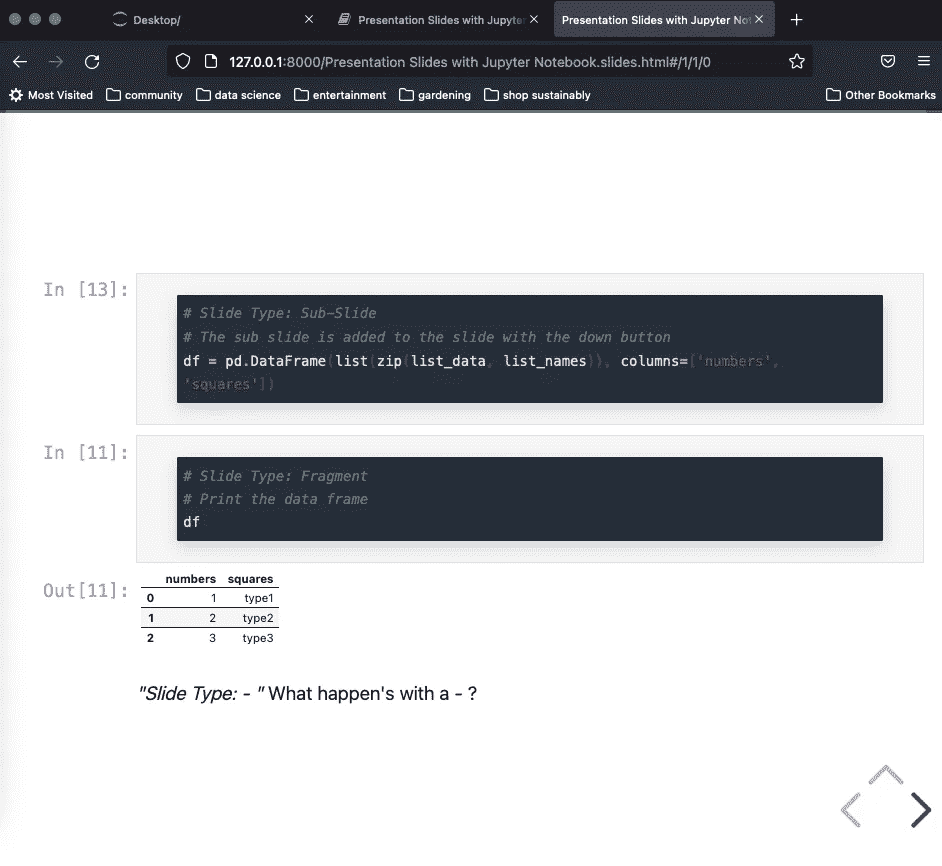 Desktop/
Presentation Slides with Jupyte
Presentation Slides with Jupyter No
127.0.0.1:8000/Presentation Slides with Jupyter Notebook.slides.html#/1/1/0
Most Visited community data science entertainment gardening shop sustainably Other Bookmarks
In [13]:
# Slide Type: Sub-Slide
# The sub slide is added to the slide with the down button
df = pd.DataFrame(list(zip(list_data, list_names)), columns=['numbers',
'squares'])
In [11]:
# Slide Type: Fragment
# Print the data frame
df
Out[11]:
numbers squares
0 1 type1
1 2 type2
2 3 type3
"Slide Type: - " What happen's with a - ?